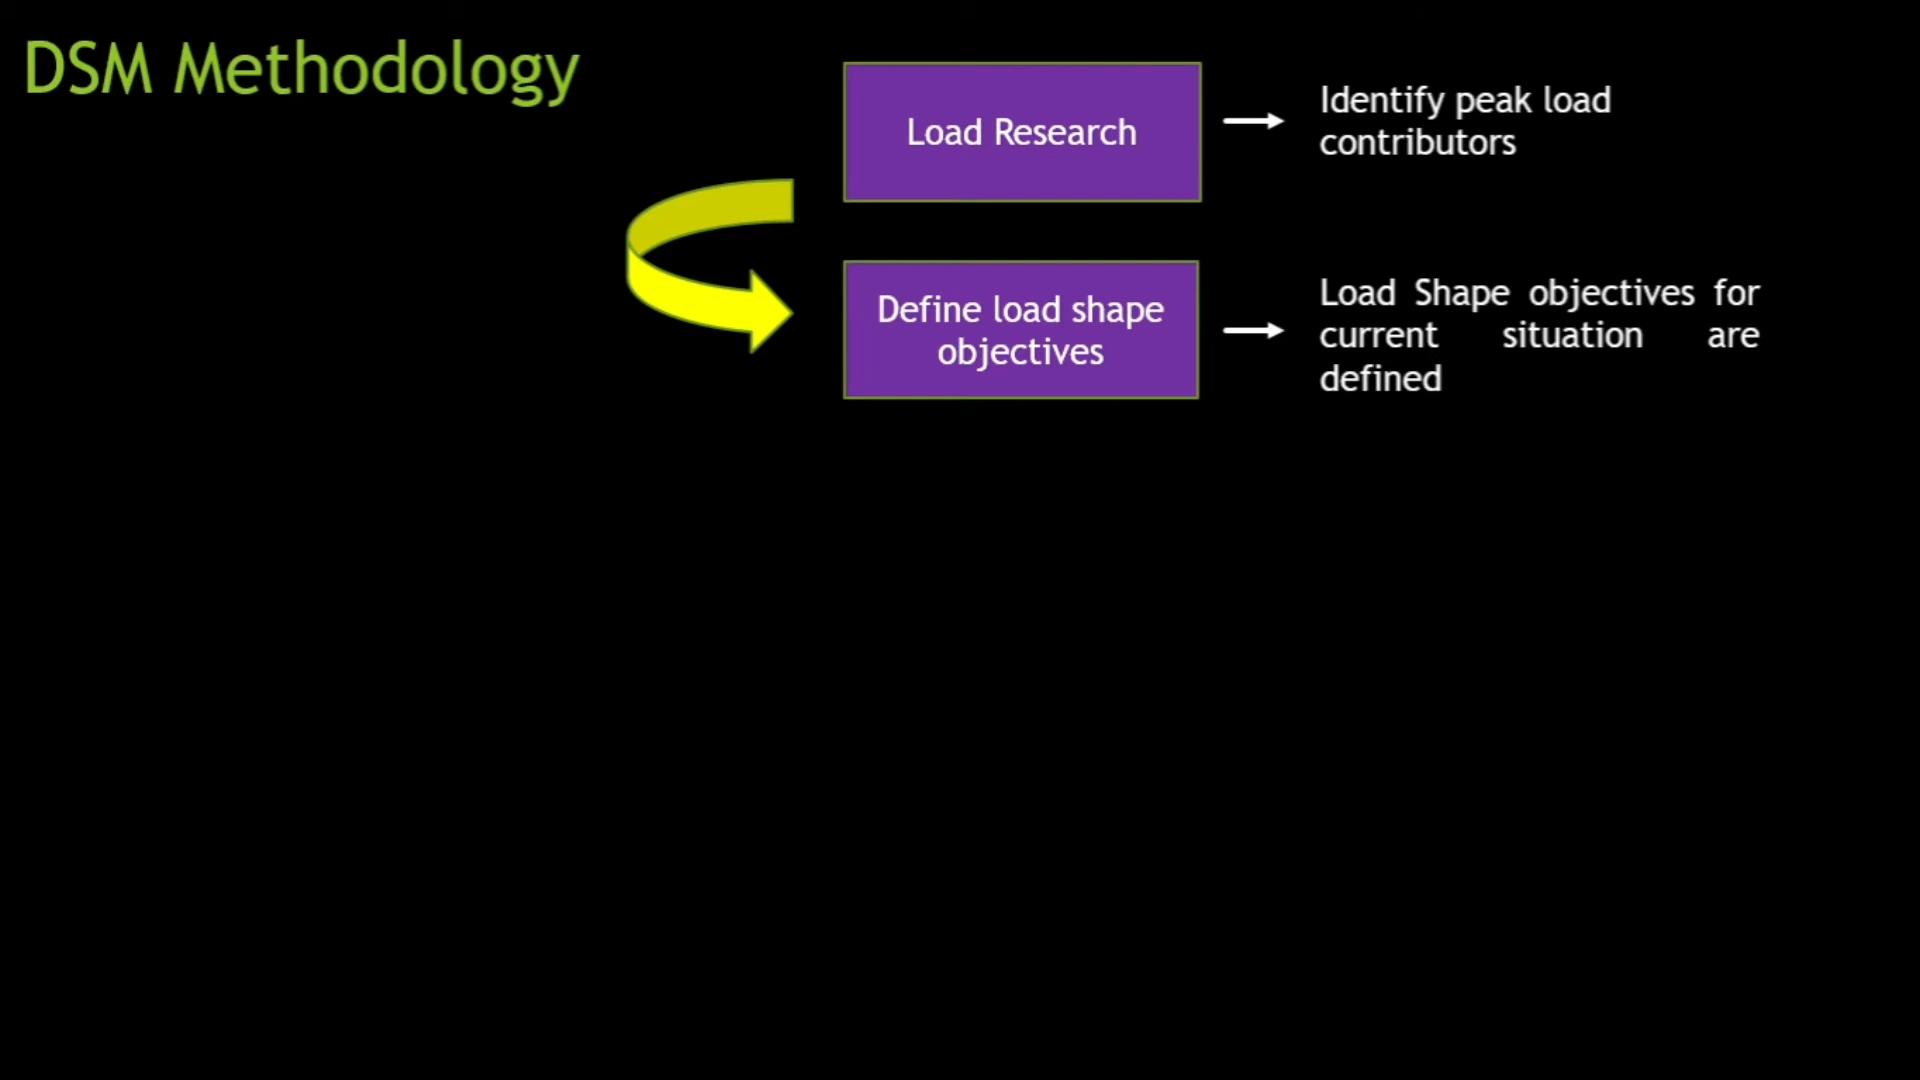 DSM Methodology
Load Research
Identify peak load
contributors
Define load shape
objectives
Load Shape objectives for
current situation are
defined